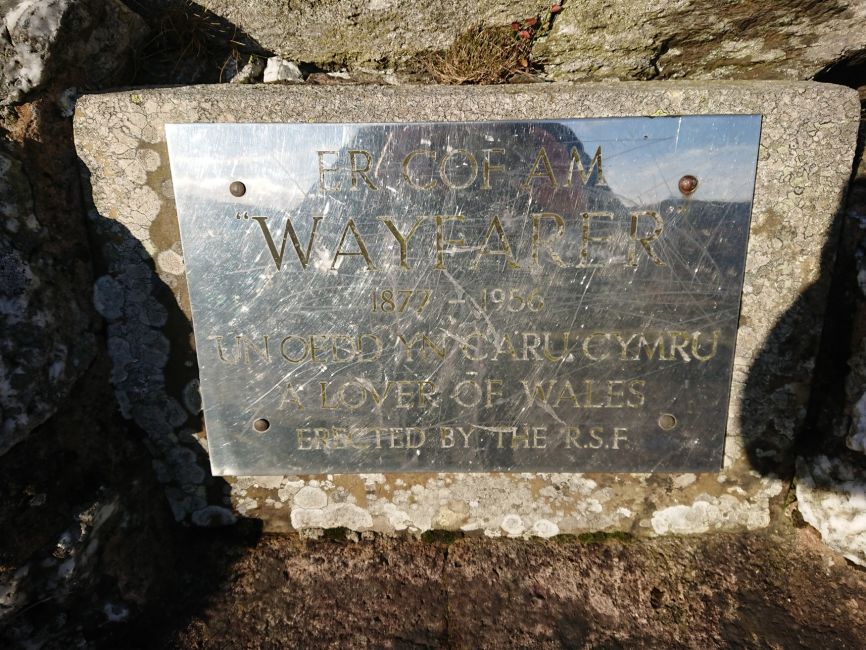 ER COF AM
"WAYFARER"
1877 - 1956
UN OEDD YN CARU CYMRU
A LOVER OF WALES
ERECTED BY THE R.S.F.